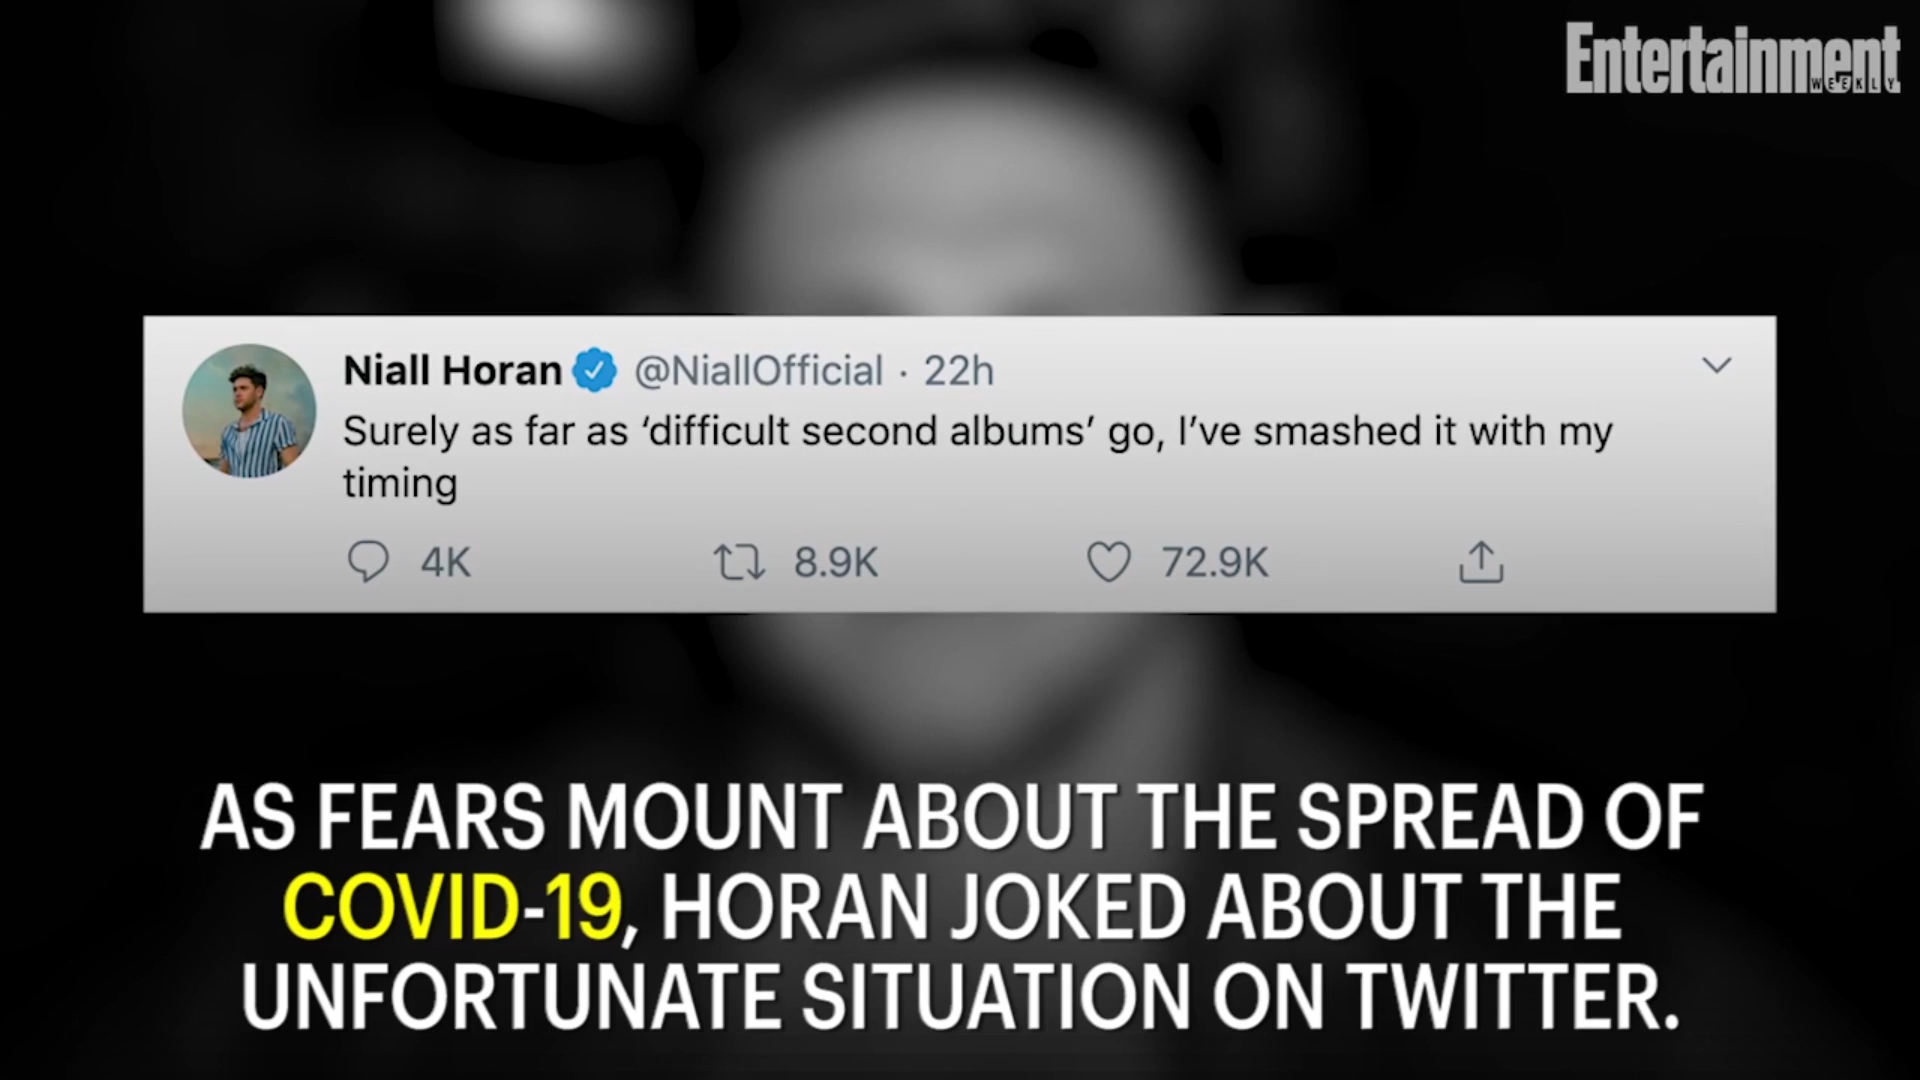 Entertainment
WEEKLY
Niall Horan @NiallOfficial · 22h
Surely as far as ‘difficult second albums’ go, I’ve smashed it with my
timing
4K 8.9K 72.9K
AS FEARS MOUNT ABOUT THE SPREAD OF
COVID-19, HORAN JOKED ABOUT THE
UNFORTUNATE SITUATION ON TWITTER.